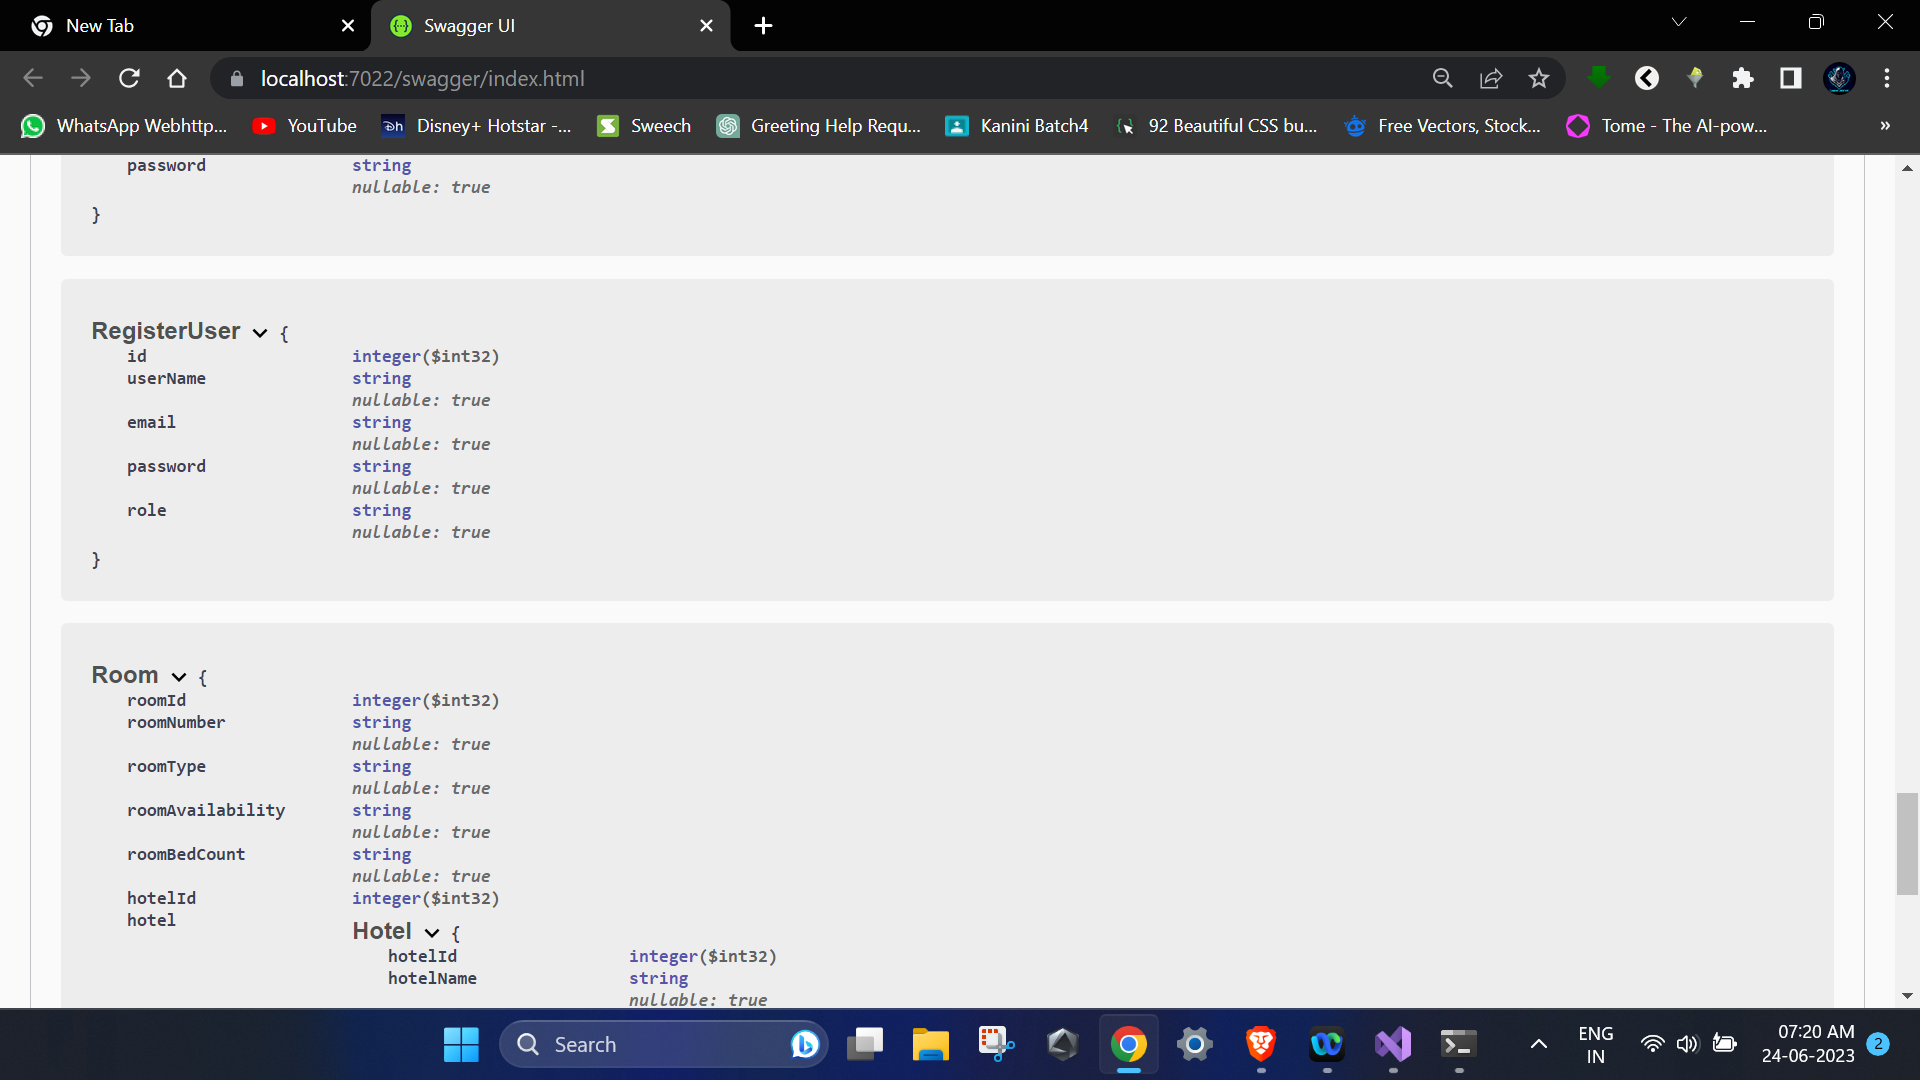 New Tab
Swagger UI
localhost:7022/swagger/index.html
WhatsApp Webhttp...
YouTube
Disney+ Hotstar -...
Sweech
Greeting Help Requ...
Kanini Batch4
92 Beautiful CSS bu...
Free Vectors, Stock...
Tome - The AI-pow...
»
password string
nullable: true
}
RegisterUser {
id integer($int32)
userName string
nullable: true
email string
nullable: true
password string
nullable: true
role string
nullable: true
}
Room {
roomId integer($int32)
roomNumber string
nullable: true
roomType string
nullable: true
roomAvailability string
nullable: true
roomBedCount string
nullable: true
hotelId integer($int32)
hotel
Hotel {
hotelId integer($int32)
hotelName string
nullable: true
Search
ENG
IN
07:20 AM
24-06-2023
2